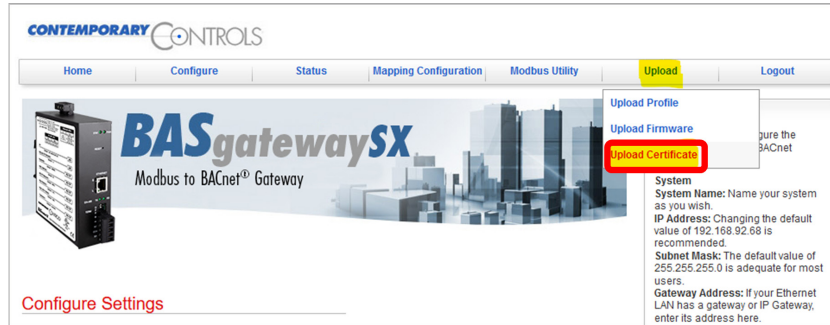 CONTEMPORARY CONTROLS
Home Configure Status Mapping Configuration Modbus Utility Upload Logout
Upload Profile
Upload Firmware
Upload Certificate
BASgatewaySX
Modbus to BACnet® Gateway
gure the
BACnet
System
System Name: Name your system
as you wish.
IP Address: Changing the default
value of 192.168.92.68 is
recommended.
Subnet Mask: The default value of
255.255.255.0 is adequate for most
users.
Gateway Address: If your Ethernet
LAN has a gateway or IP Gateway,
enter its address here.
Configure Settings